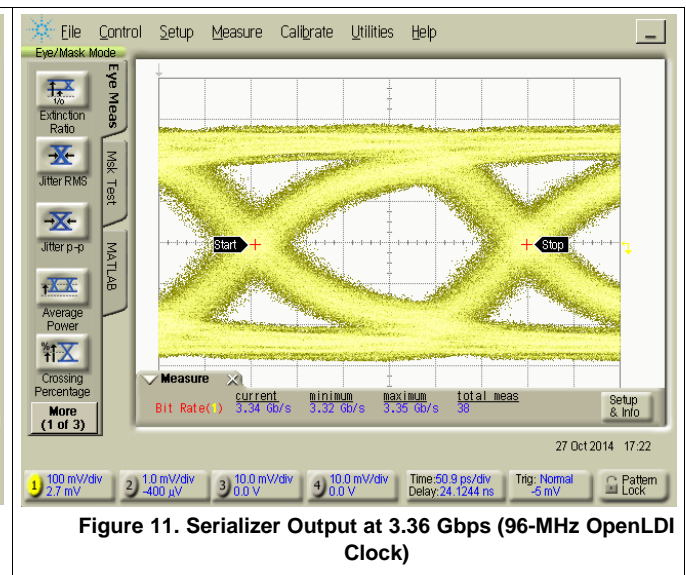 File Control Setup Measure Calibrate Utilities Help
Eye/Mask Mode
Extinction
Ratio
Jitter RMS
Jitter p-p
Average
Power
Crossing
Percentage
More
(1 of 3)
Eye Meas
Msk Test
MATLAB
Start
Stop
Measure
current minimum maximum total meas
Bit Rate(1) 3.34 Gb/s 3.32 Gb/s 3.35 Gb/s 38
Setup
& Info
27 Oct 2014 17:22
1 100 mV/div
2.7 mV
2 1.0 mV/div
-400 µV
3 10.0 mV/div
0.0 V
4 10.0 mV/div
0.0 V
Time:50.9 ps/div
Delay:24.1244 ns
Trig: Normal
-5 mV
Pattern
Lock
Figure 11. Serializer Output at 3.36 Gbps (96-MHz OpenLDI
Clock)